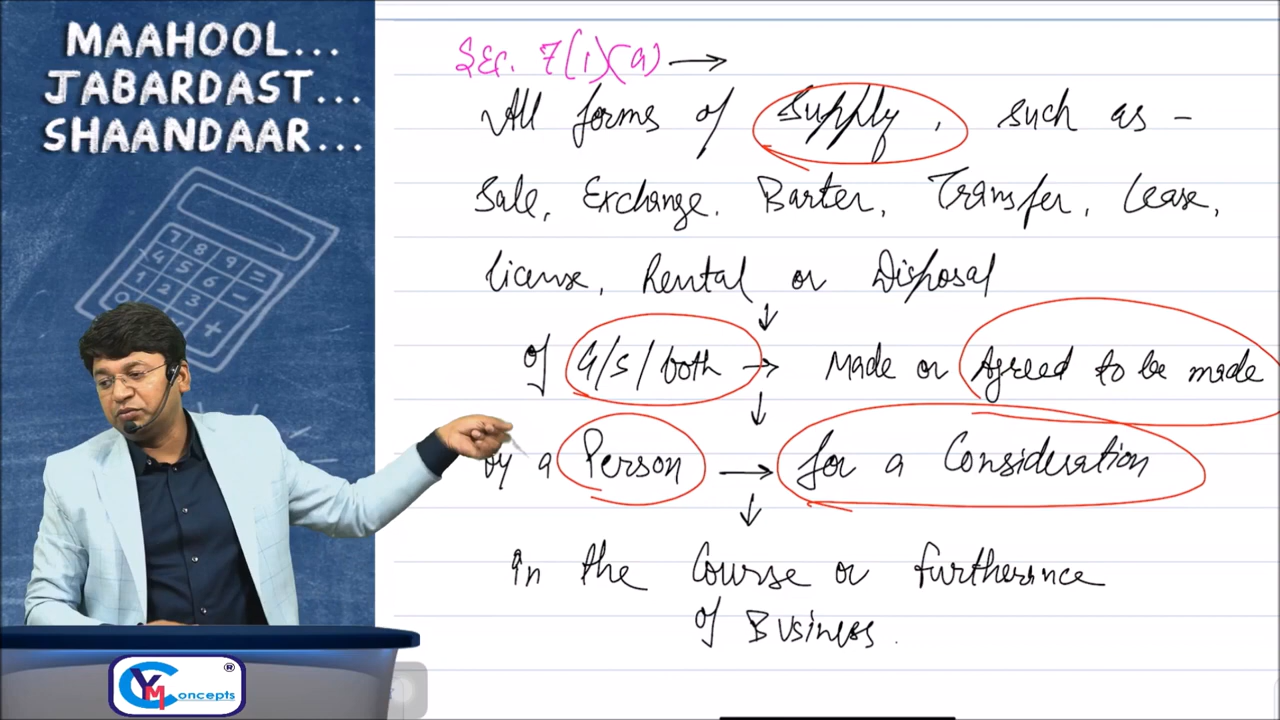 MAAHOOL...
JABARDAST...
SHAANDAAR...
Sec. 7(1)(a) →
All forms of Supply, such as -
Sale, Exchange, Barter, Transfer, Lease,
license, Rental or Disposal
of G/S/both → Made or Agreed to be made
by a Person → for a Consideration
in the Course or furtherance
of Business.
YM Concepts ®